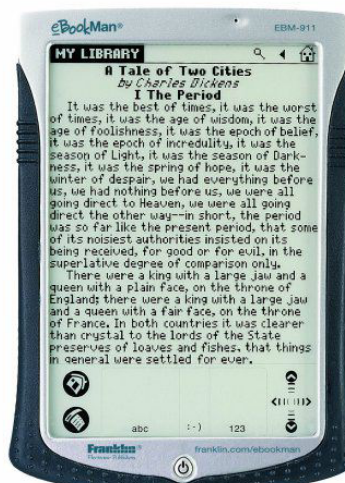 eBookMan®
EBM-911
MY LIBRARY
A Tale of Two Cities
by Charles Dickens
I The Period
It was the best of times, it was the worst
of times, it was the age of wisdom, it was the
age of foolishness, it was the epoch of belief,
it was the epoch of incredulity, it was the
season of Light, it was the season of Dark-
ness, it was the spring of hope, it was the
winter of despair, we had everything before
us, we had nothing before us, we were all
going direct to Heaven, we were all going
direct the other way--in short, the period
was so far like the present period, that some
of its noisiest authorities insisted on its
being received, for good or for evil, in the
superlative degree of comparison only.
There were a king with a large jaw and a
queen with a plain face, on the throne of
England; there were a king with a large jaw
and a queen with a fair face, on the throne
of France. In both countries it was clearer
than crystal to the lords of the State
preserves of loaves and fishes, that things
in general were settled for ever.
abc
:-)
123
Franklin®
franklin.com/ebookman